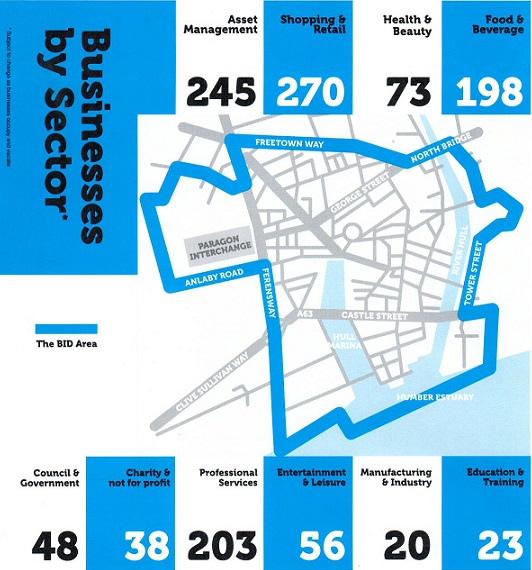 Businesses
by Sector*
* Subject to change as businesses occupy and vacate
Asset
Management
245
Shopping &
Retail
270
Health &
Beauty
73
Food &
Beverage
198
FREETOWN WAY
NORTH BRIDGE
GEORGE STREET
PARAGON
INTERCHANGE
ANLABY ROAD
FERENSWAY
RIVER HULL
TOWER STREET
A63
CASTLE STREET
HULL
MARINA
CLIVE SULLIVAN WAY
HUMBER ESTUARY
The BID Area
Council &
Government
48
Charity &
not for profit
38
Professional
Services
203
Entertainment
& Leisure
56
Manufacturing
& Industry
20
Education &
Training
23